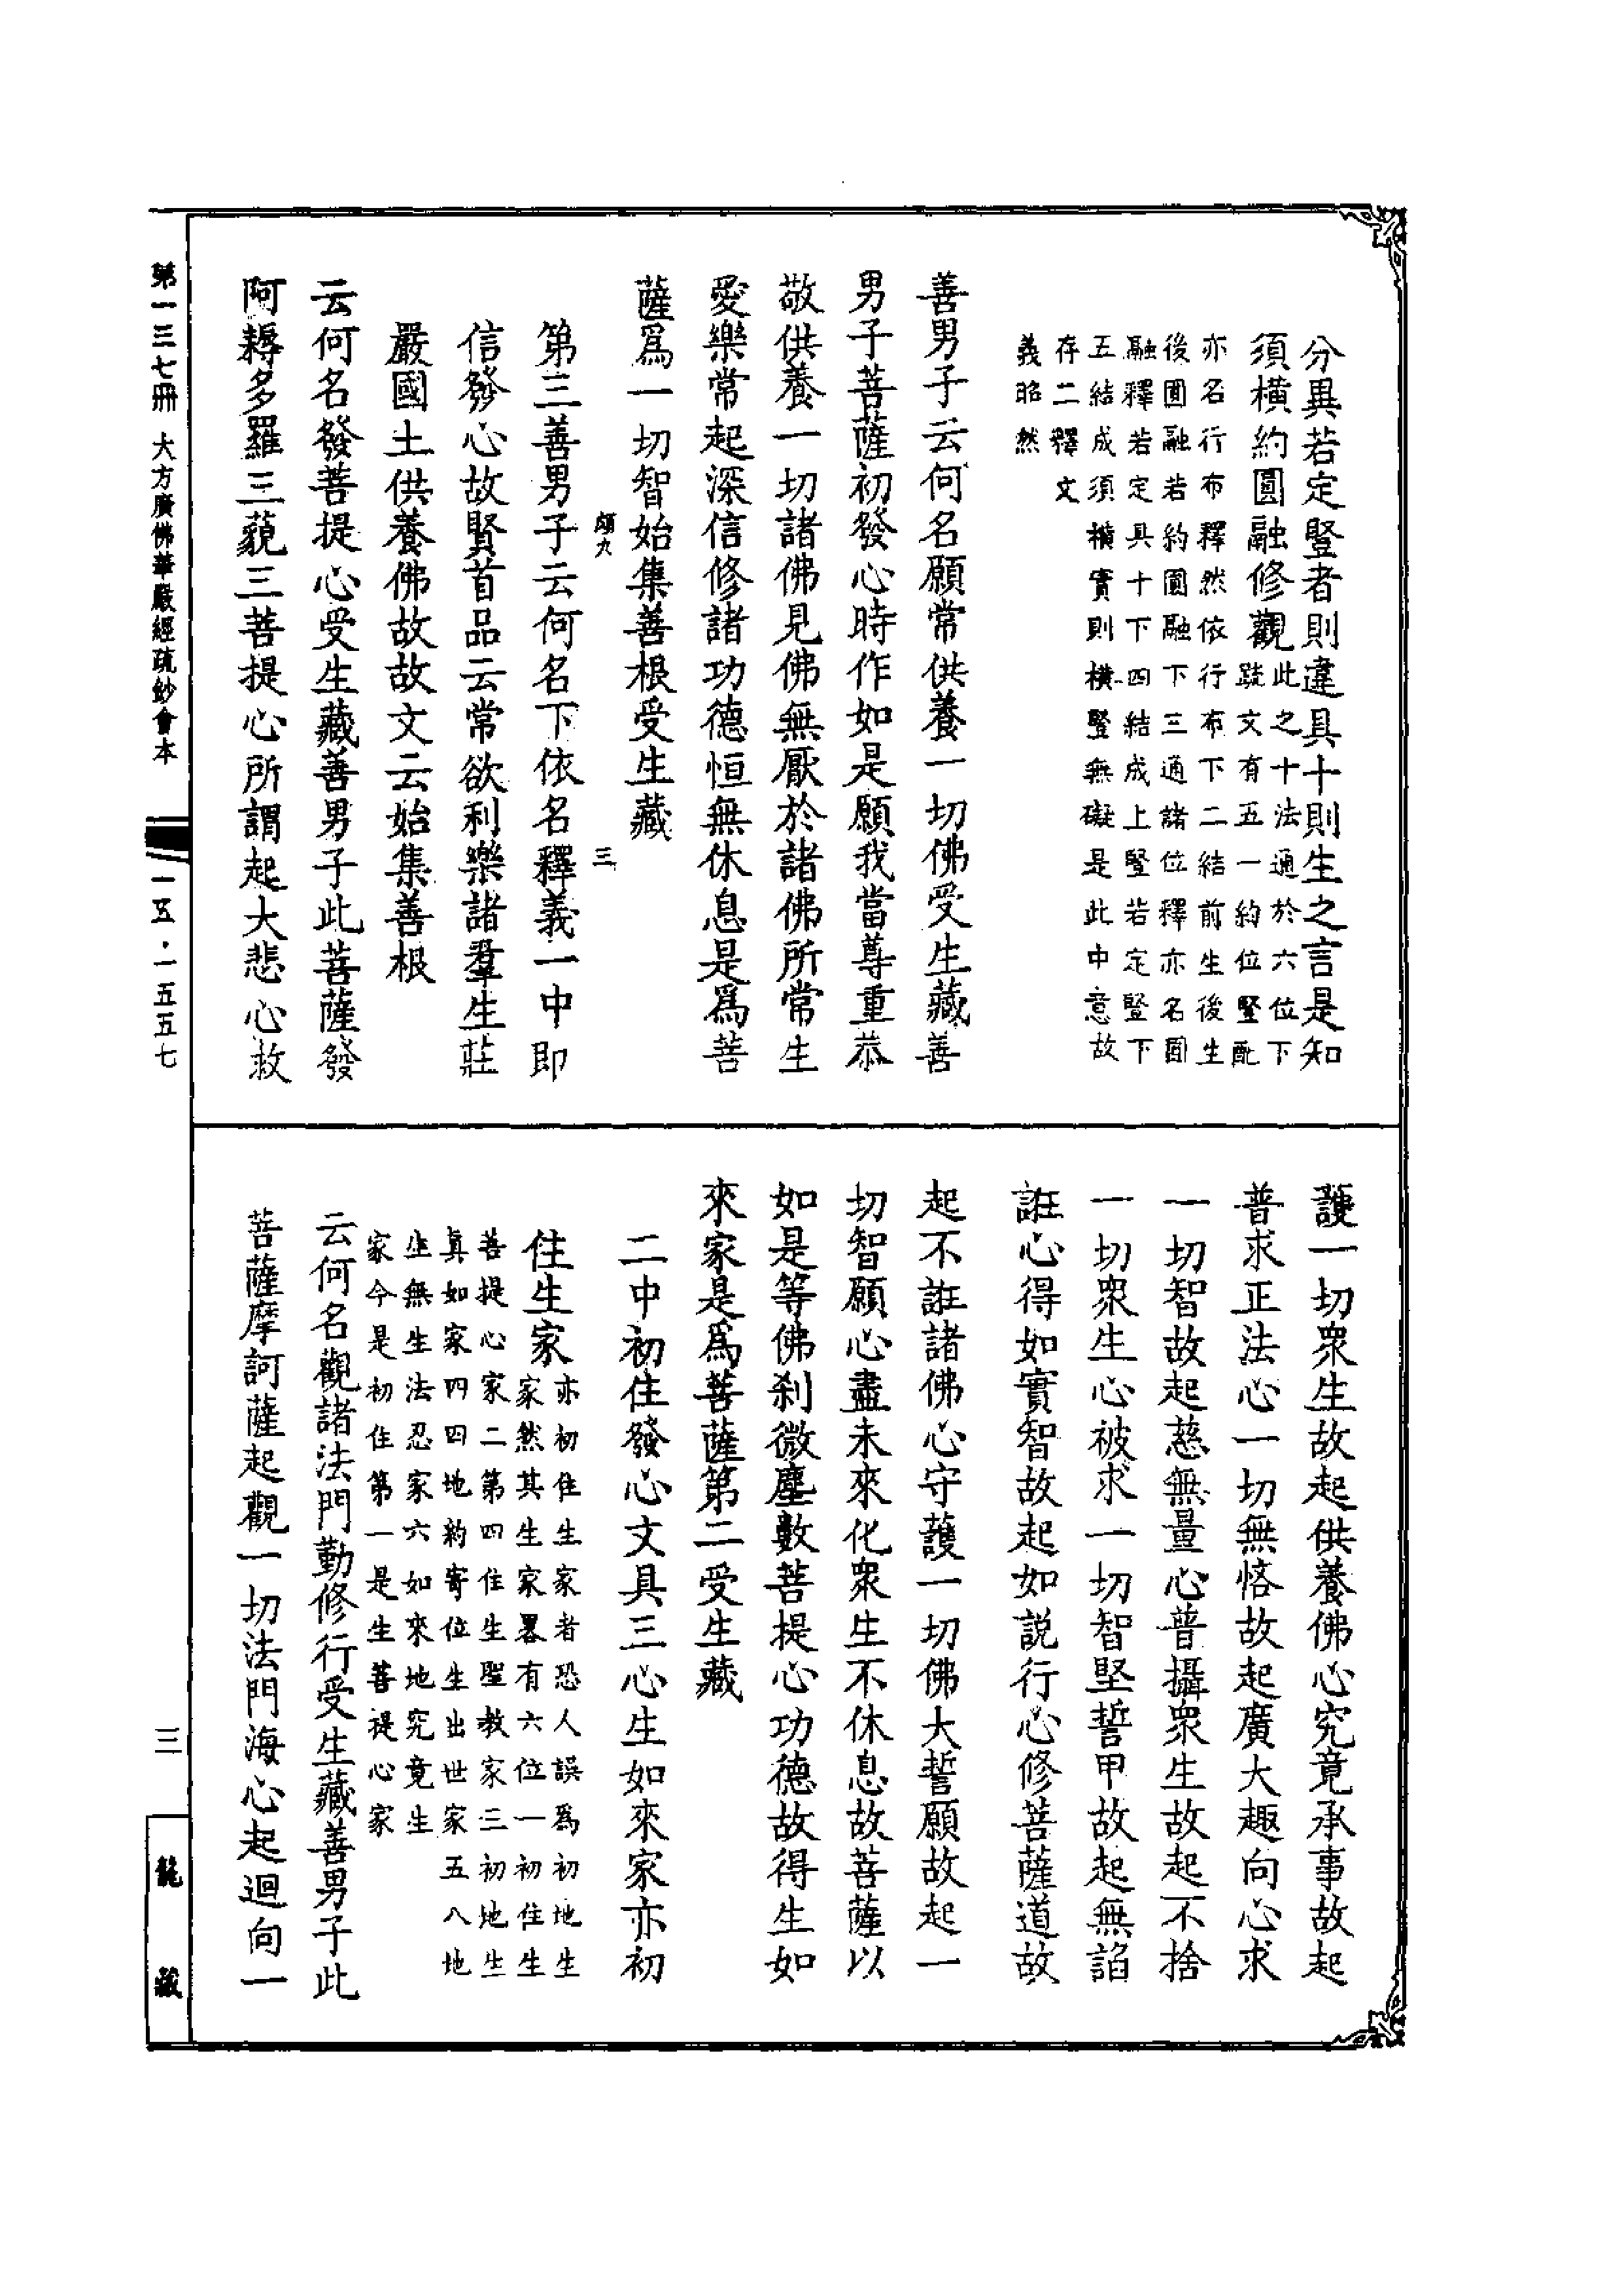 分異若定豎者則違具十則生之言是知
須橫約圓融修觀此之十法通於六位下
疏文有五一約位豎配
亦名行布釋然依行布下二結前生後生
後圓融若約圓融下三通諸位釋亦名圓
融釋若定具十下四結成上豎若定豎下
五結成須橫實則橫豎無礙是此中意故
存二釋文
義昭然
善男子云何名願常供養一切佛受生藏善
男子菩薩初發心時作如是願我當尊重恭
敬供養一切諸佛見佛無厭於諸佛所常生
愛樂常起深信修諸功德恒無休息是爲菩
薩爲一切智始集善根受生藏
三
第三善男子云何名下依名釋義一中即
信發心故賢首品云常欲利樂諸羣生莊
嚴國土供養佛故故文云始集善根
云何名發菩提心受生藏善男子此菩薩發
阿耨多羅三藐三菩提心所謂起大悲心救
護一切衆生故起供養佛心究竟承事故起
普求正法心一切無悋故起廣大趣向心求
一切智故起慈無量心普攝衆生故起不捨
一切衆生心被求一切智堅誓甲故起無諂
誑心得如實智故起如説行心修菩薩道故
起不誑諸佛心守護一切佛大誓願故起一
切智願心盡未來化衆生不休息故菩薩以
如是等佛刹微塵數菩提心功德故得生如
來家是爲菩薩第二受生藏
二中初住發心文具三心生如來家亦初
住生家亦初住生家者恐人誤爲初地生
家然其生家畧有六位一初住生
菩提心家二第四住生聖教家三初地生
眞如家四四地約寄位生出世家五八地
生無生法忍家六如來地究竟生
家今是初住第一是生菩提心家
云何名觀諸法門勤修行受生藏善男子此
菩薩摩訶薩起觀一切法門海心起迴向一
第一三七冊 大方廣佛華嚴經疏鈔會本
一五·一五五七
三
龍藏